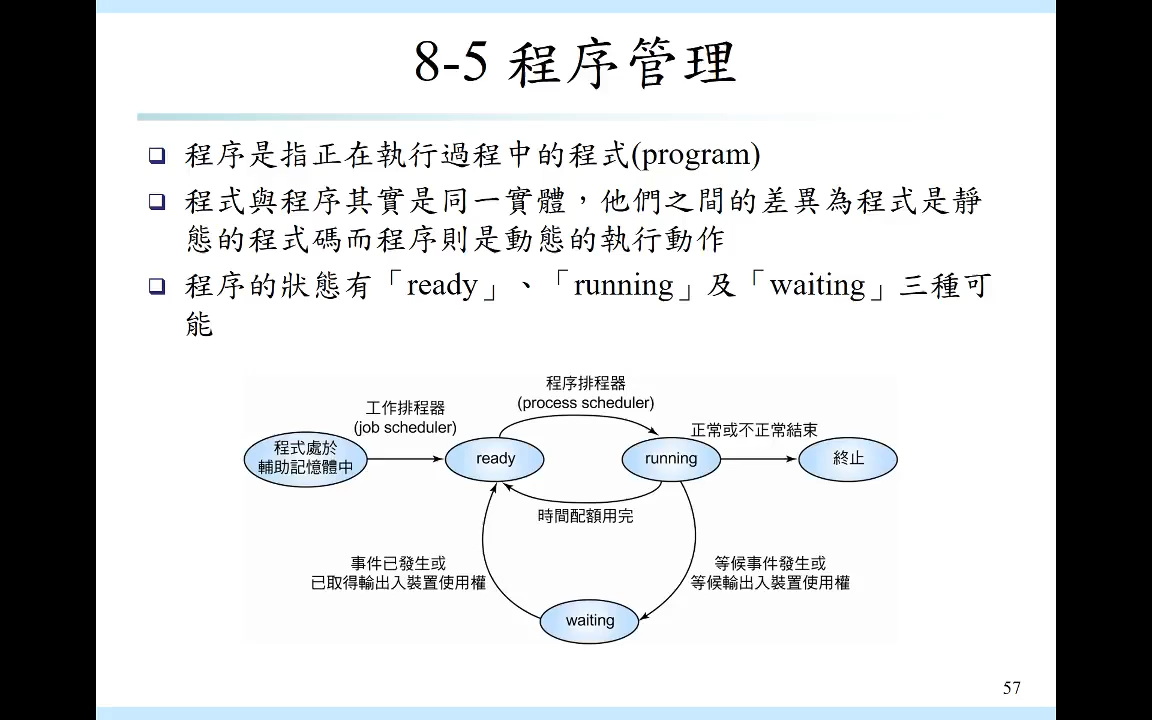 8-5 程序管理
程序是指正在執行過程中的程式(program)
程式與程序其實是同一實體，他們之間的差異為程式是靜
態的程式碼而程序則是動態的執行動作
程序的狀態有「ready」、「running」及「waiting」三種可
能
程序排程器
(process scheduler)
工作排程器
(job scheduler)
正常或不正常結束
程式處於
輔助記憶體中
ready
running
終止
時間配額用完
事件已發生或
已取得輸出入裝置使用權
等候事件發生或
等候輸出入裝置使用權
waiting
57